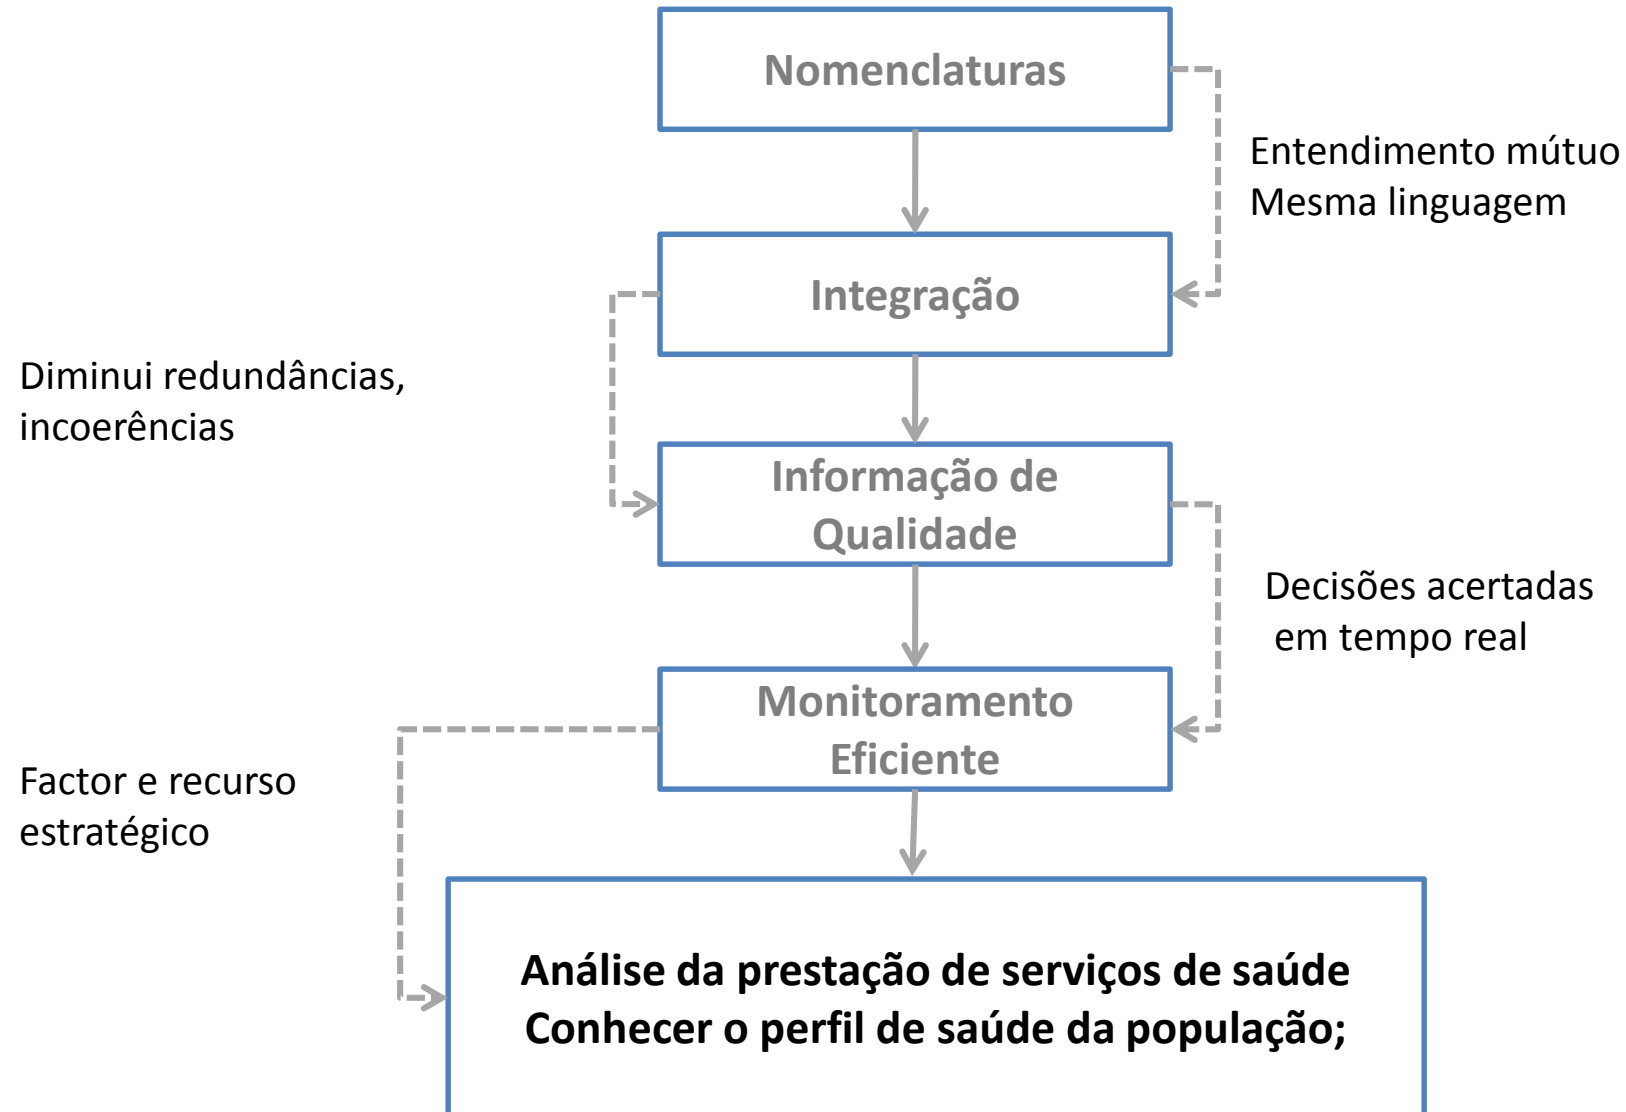 Nomenclaturas
Entendimento mútuo
Mesma linguagem
Integração
Diminui redundâncias,
incoerências
Informação de
Qualidade
Decisões acertadas
em tempo real
Monitoramento
Eficiente
Factor e recurso
estratégico
Análise da prestação de serviços de saúde
Conhecer o perfil de saúde da população;